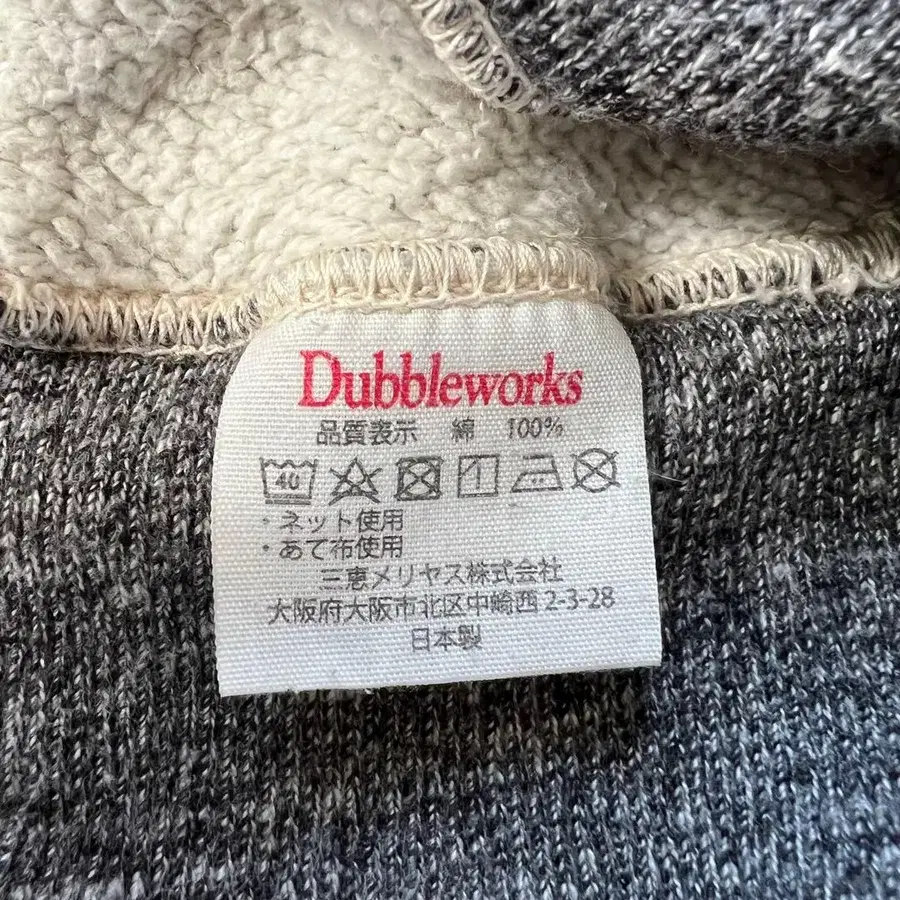 Dubbleworks
品質表示 綿 100%
40
・ネット使用
・あて布使用
三恵メリヤス株式会社
大阪府大阪市北区中崎西 2-3-28
日本製